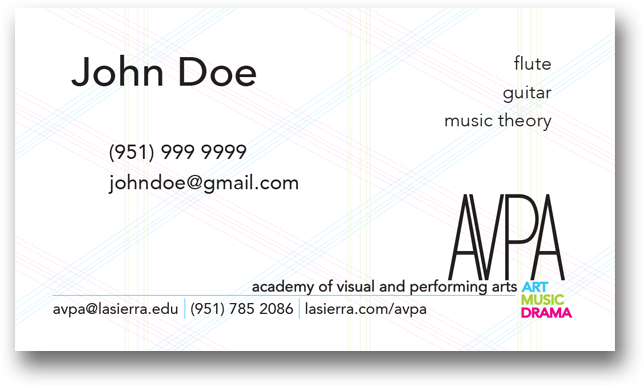 John Doe
flute
guitar
music theory
(951) 999 9999
johndoe@gmail.com
AVPA
academy of visual and performing arts
ART
MUSIC
DRAMA
avpa@lasierra.edu | (951) 785 2086 | lasierra.com/avpa